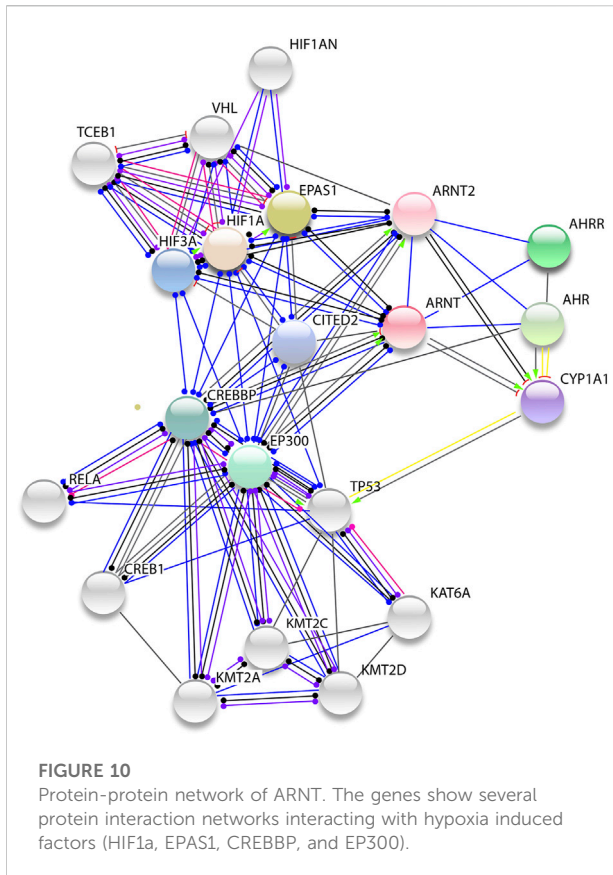 HIF1AN
VHL
TCEB1
EPAS1
ARNT2
HIF1A
AHRR
HIF3A
ARNT
AHR
CITED2
CYP1A1
CREBBP
EP300
RELA
TP53
CREB1
KAT6A
KMT2C
KMT2A
KMT2D
FIGURE 10
Protein-protein network of ARNT. The genes show several
protein interaction networks interacting with hypoxia induced
factors (HIF1a, EPAS1, CREBBP, and EP300).